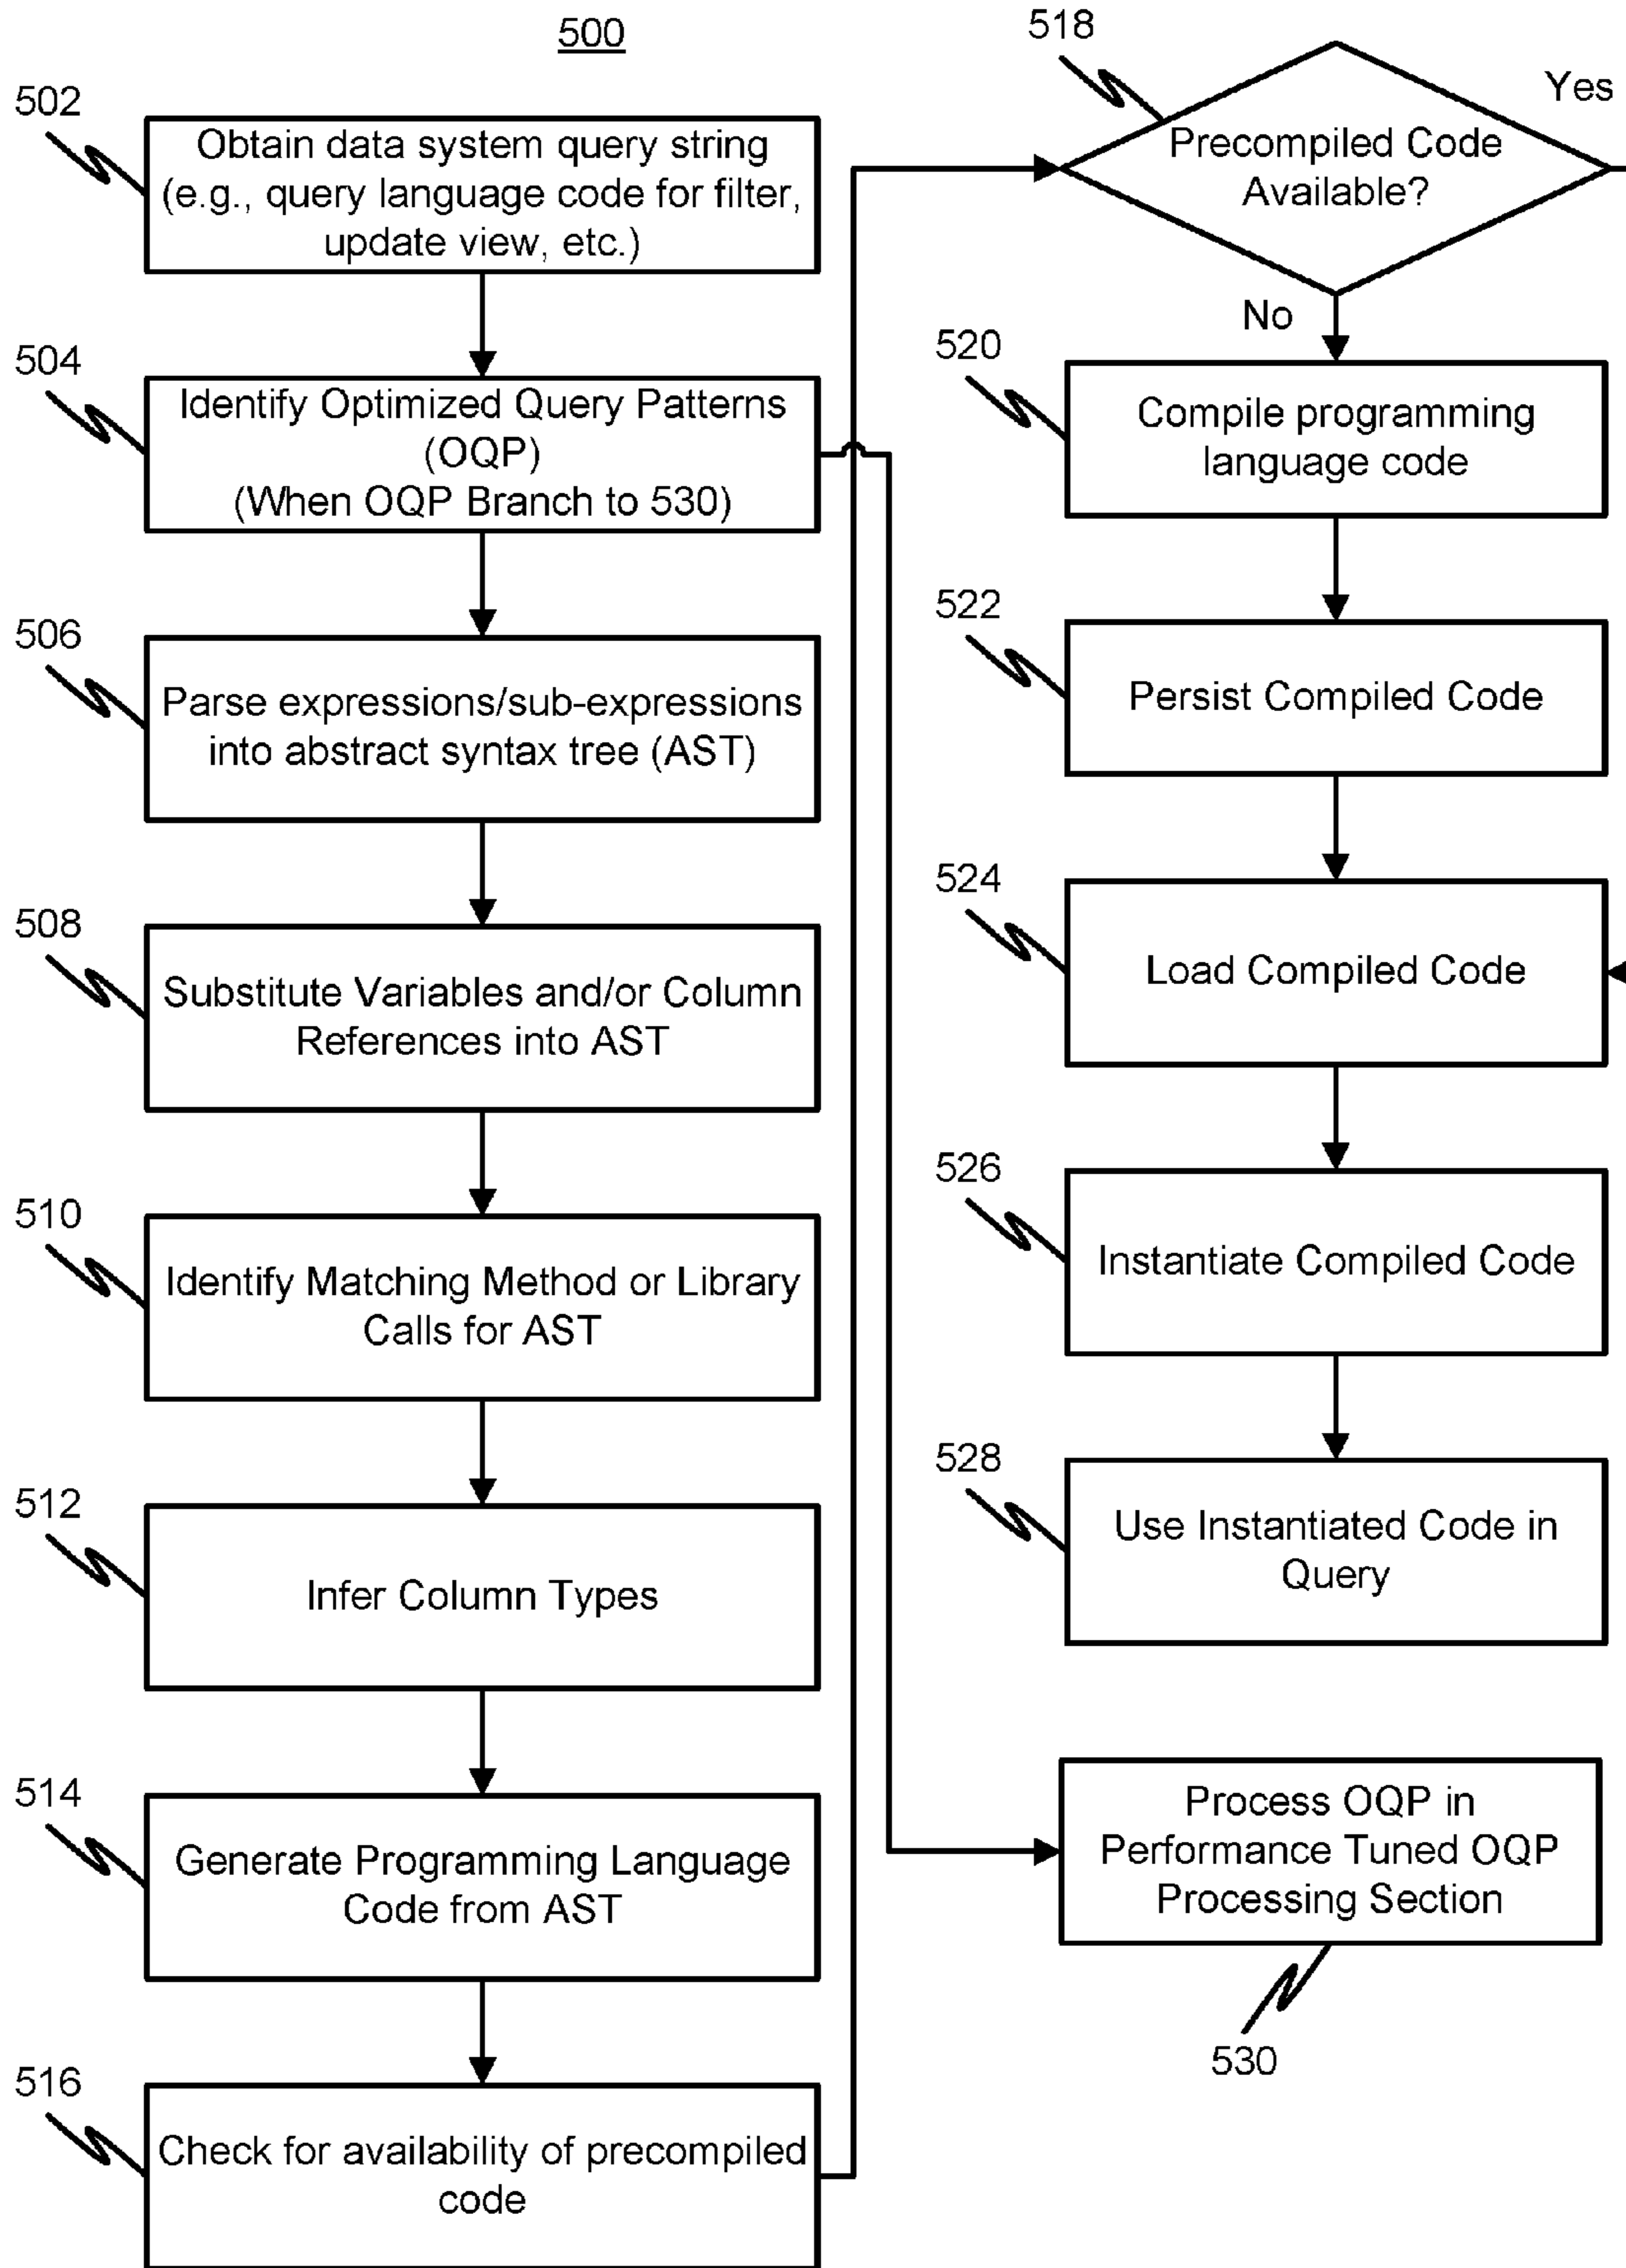 500
502
Obtain data system query string
(e.g., query language code for filter,
update view, etc.)
504
Identify Optimized Query Patterns
(OQP)
(When OQP Branch to 530)
506
Parse expressions/sub-expressions
into abstract syntax tree (AST)
508
Substitute Variables and/or Column
References into AST
510
Identify Matching Method or Library
Calls for AST
512
Infer Column Types
514
Generate Programming Language
Code from AST
516
Check for availability of precompiled
code
518
Precompiled Code
Available?
Yes
No
520
Compile programming
language code
522
Persist Compiled Code
524
Load Compiled Code
526
Instantiate Compiled Code
528
Use Instantiated Code in
Query
Process OQP in
Performance Tuned OQP
Processing Section
530